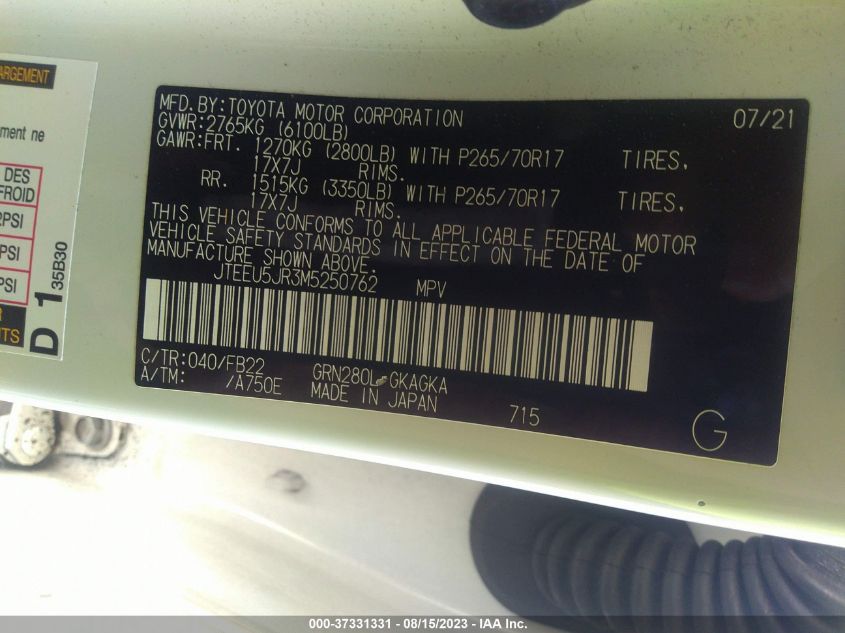 ARGEMENT
ement ne
DES
FROID
PSI
PSI
PSI
UTS
D 1 35B30
MFD. BY: TOYOTA MOTOR CORPORATION 07/21
GVWR: 2765KG (6100LB)
GAWR: FRT. 1270KG (2800LB) WITH P265/70R17 TIRES.
17X7J RIMS.
RR. 1515KG (3350LB) WITH P265/70R17 TIRES.
17X7J RIMS.
THIS VEHICLE CONFORMS TO ALL APPLICABLE FEDERAL MOTOR
VEHICLE SAFETY STANDARDS IN EFFECT ON THE DATE OF
MANUFACTURE SHOWN ABOVE.
JTEEU5JR3M5250762 MPV
C/TR: 040/FB22 GRN280L-GKAGKA
A/TM: /A750E MADE IN JAPAN 715
G
000-37331331 - 08/15/2023 - IAA Inc.